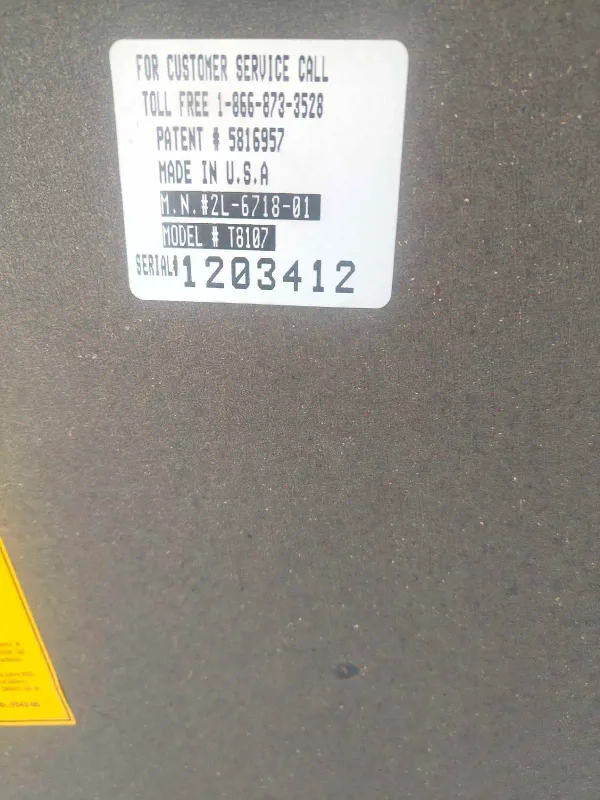 FOR CUSTOMER SERVICE CALL
TOLL FREE 1-866-873-3528
PATENT # 5816957
MADE IN U.S.A
M.N.#2L-6718-01
MODEL # T8107
SERIAL# 1203412